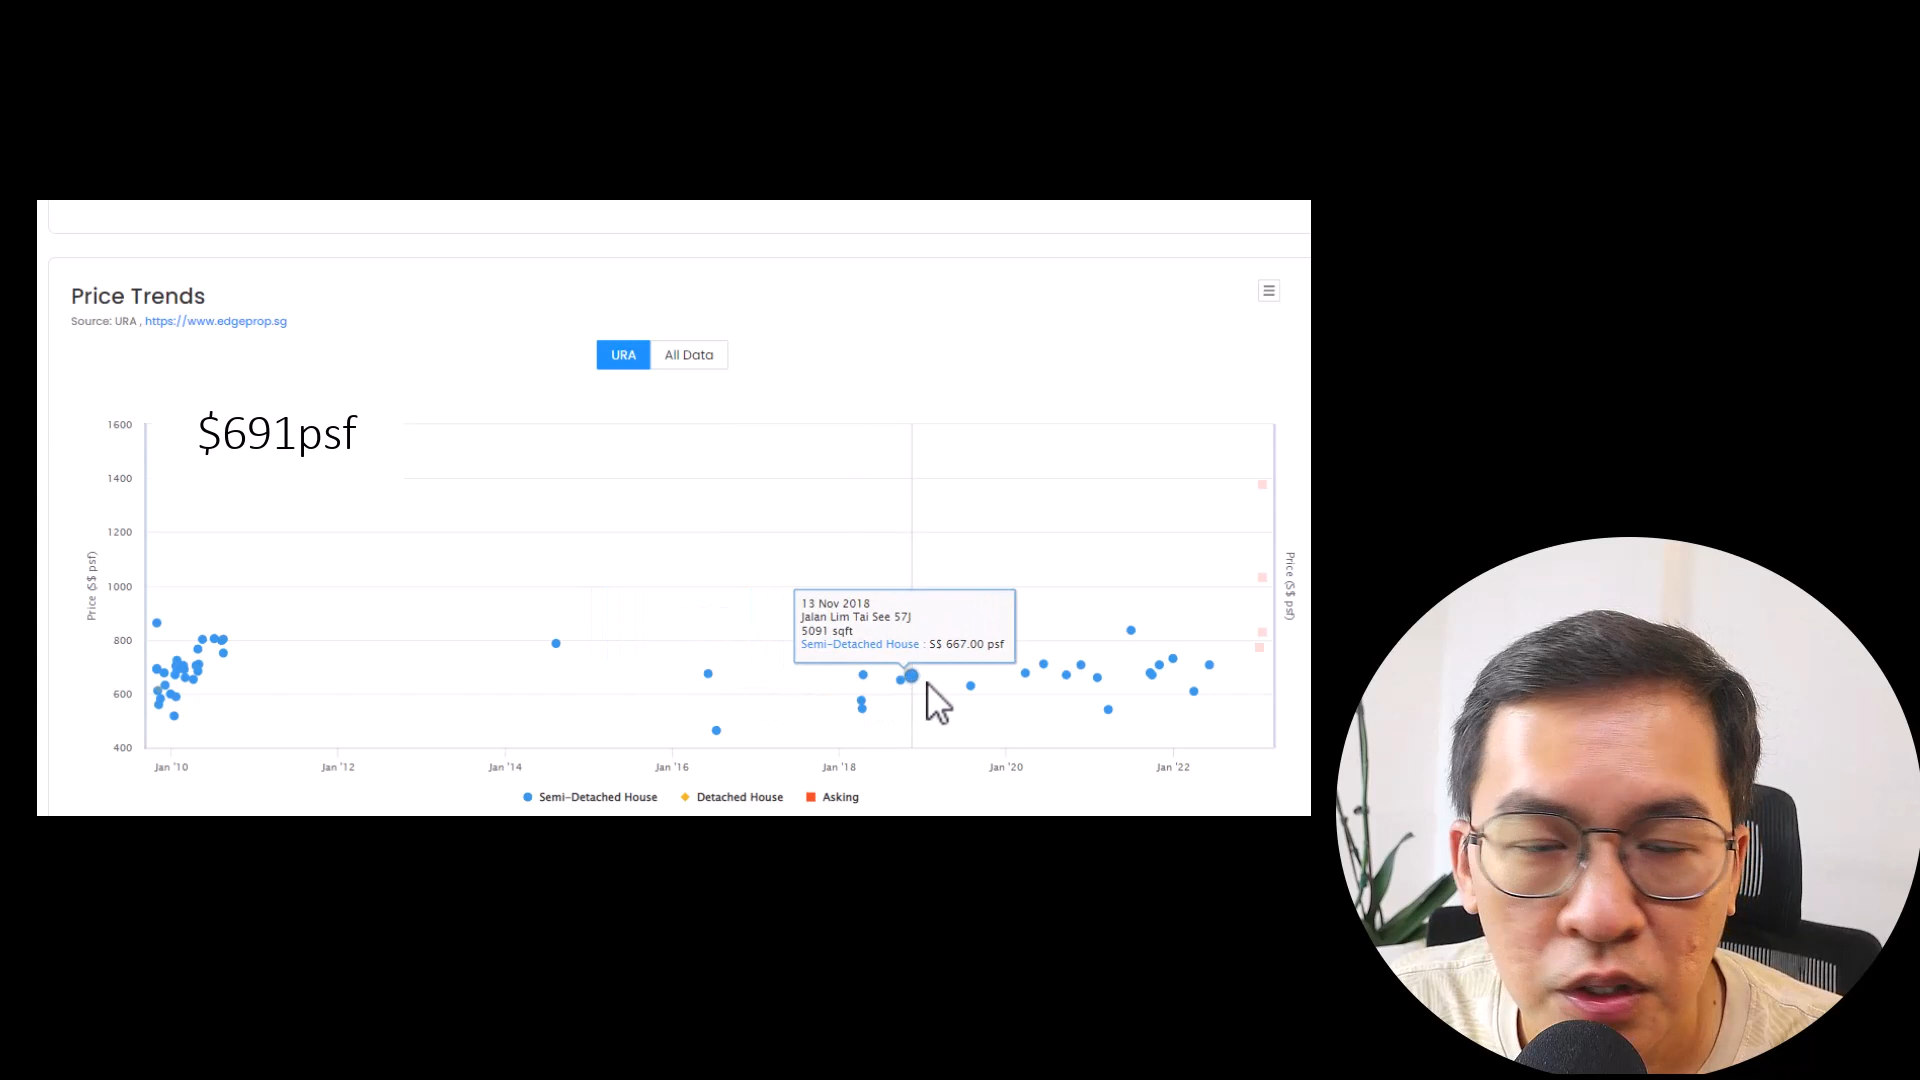 Price Trends
Source: URA , https://www.edgeprop.sg
URA All Data
$691psf
1600
1400
1200
1000
800
600
400
Price (S$ psf)
Price (S$ psf)
13 Nov 2018
Jalan Lim Tai See 57J
5091 sqft
Semi-Detached House : S$ 667.00 psf
Jan '10 Jan '12 Jan '14 Jan '16 Jan '18 Jan '20 Jan '22
Semi-Detached House Detached House Asking